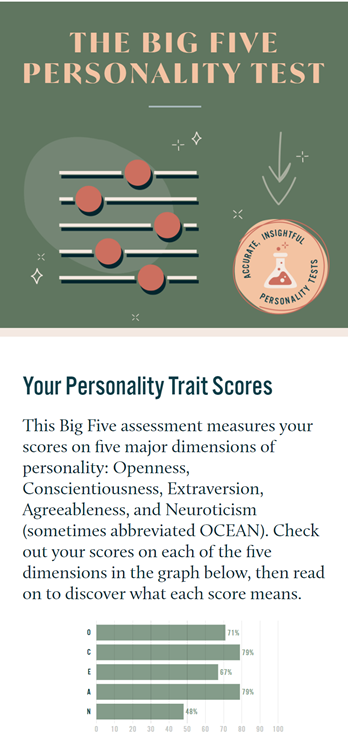 THE BIG FIVE
PERSONALITY TEST
ACCURATE, INSIGHTFUL
PERSONALITY TESTS
Your Personality Trait Scores
This Big Five assessment measures your
scores on five major dimensions of
personality: Openness,
Conscientiousness, Extraversion,
Agreeableness, and Neuroticism
(sometimes abbreviated OCEAN). Check
out your scores on each of the five
dimensions in the graph below, then read
on to discover what each score means.
O 71%
C 79%
E 67%
A 79%
N 48%
0 10 20 30 40 50 60 70 80 90 100